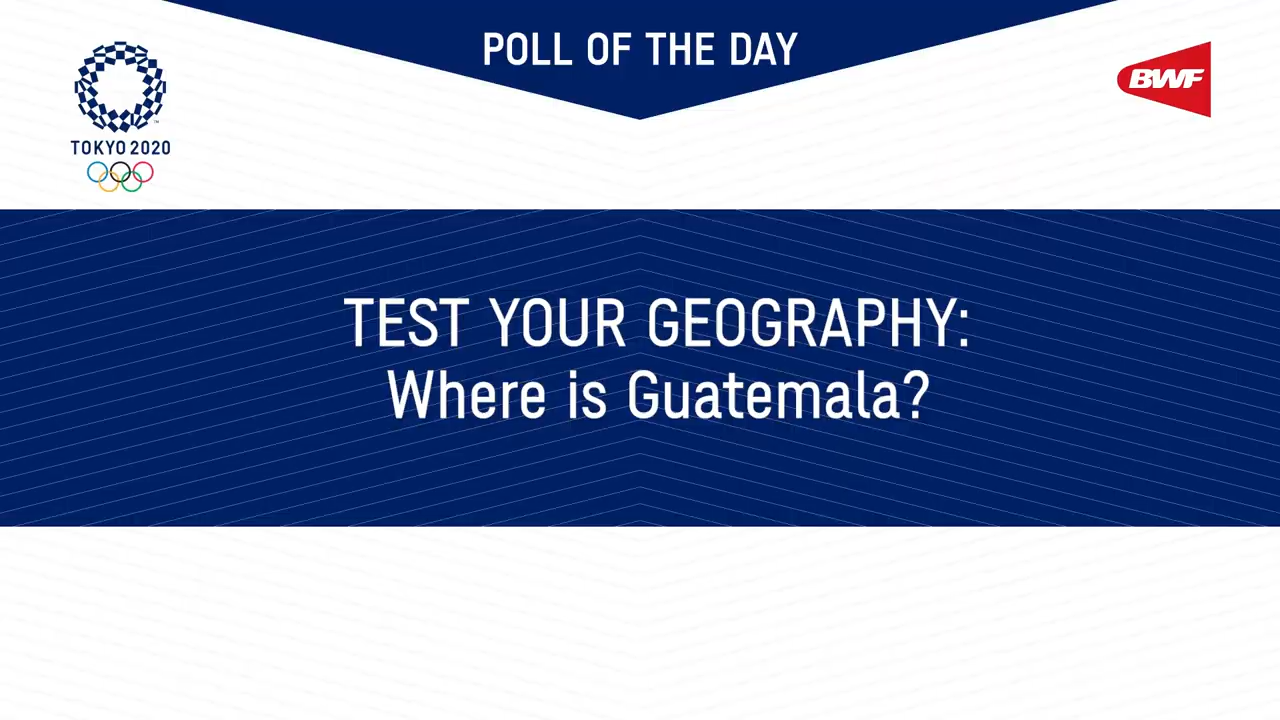 POLL OF THE DAY
BWF
TOKYO 2020
TEST YOUR GEOGRAPHY:
Where is Guatemala?